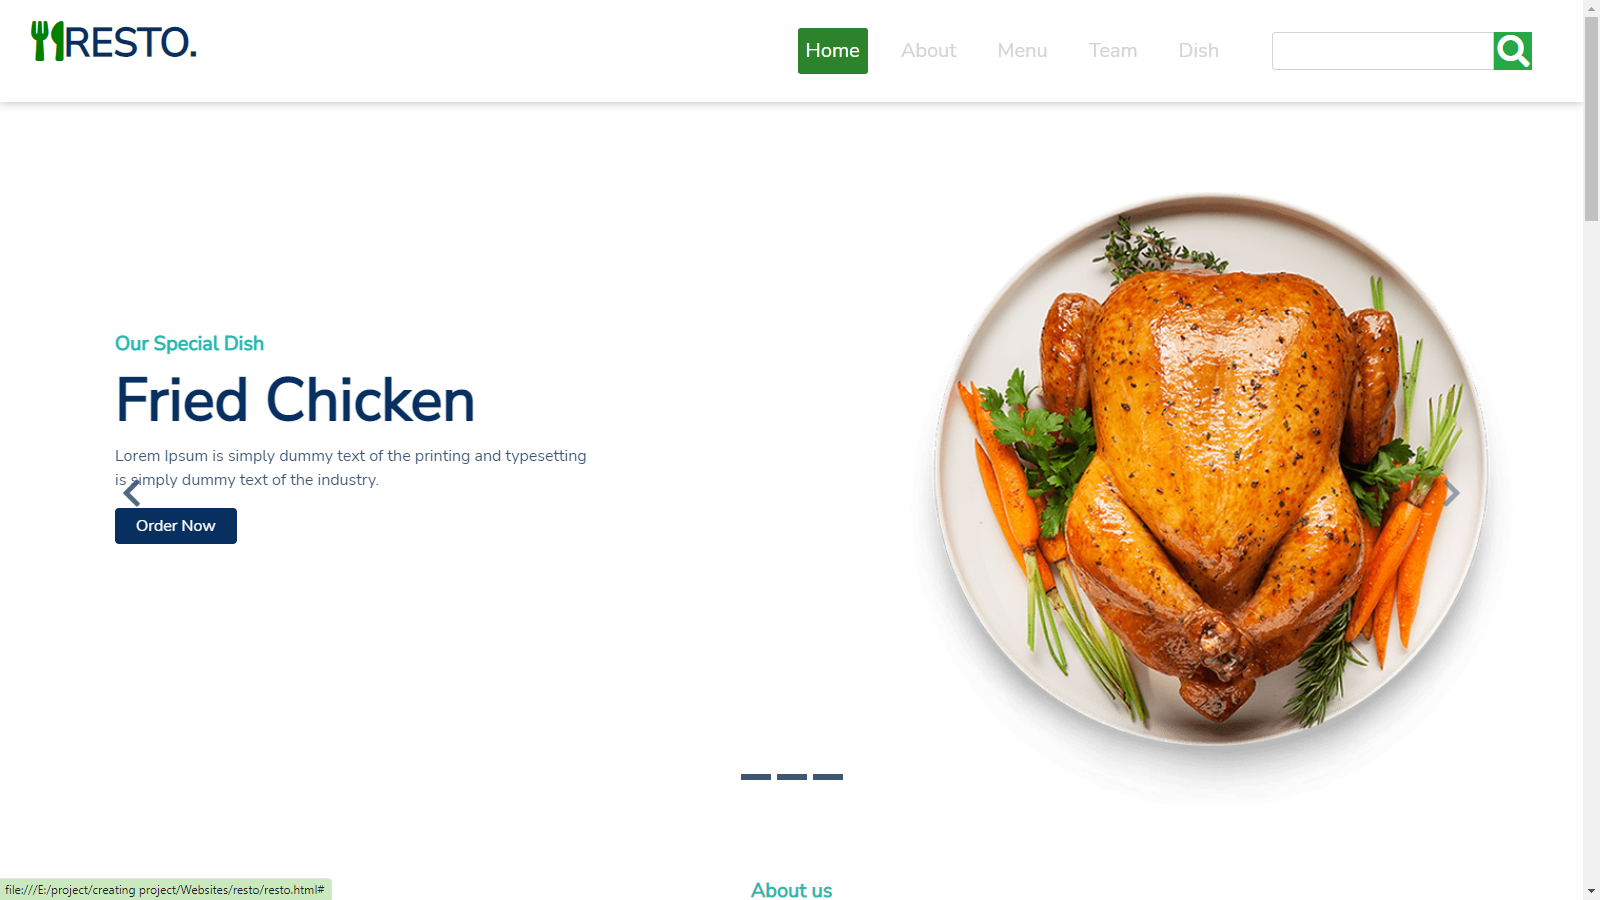 RESTO.
Home About Menu Team Dish
Our Special Dish
Fried Chicken
Lorem Ipsum is simply dummy text of the printing and typesetting
is simply dummy text of the industry.
Order Now
About us
file:///E:/project/creating project/Websites/resto/resto.html#